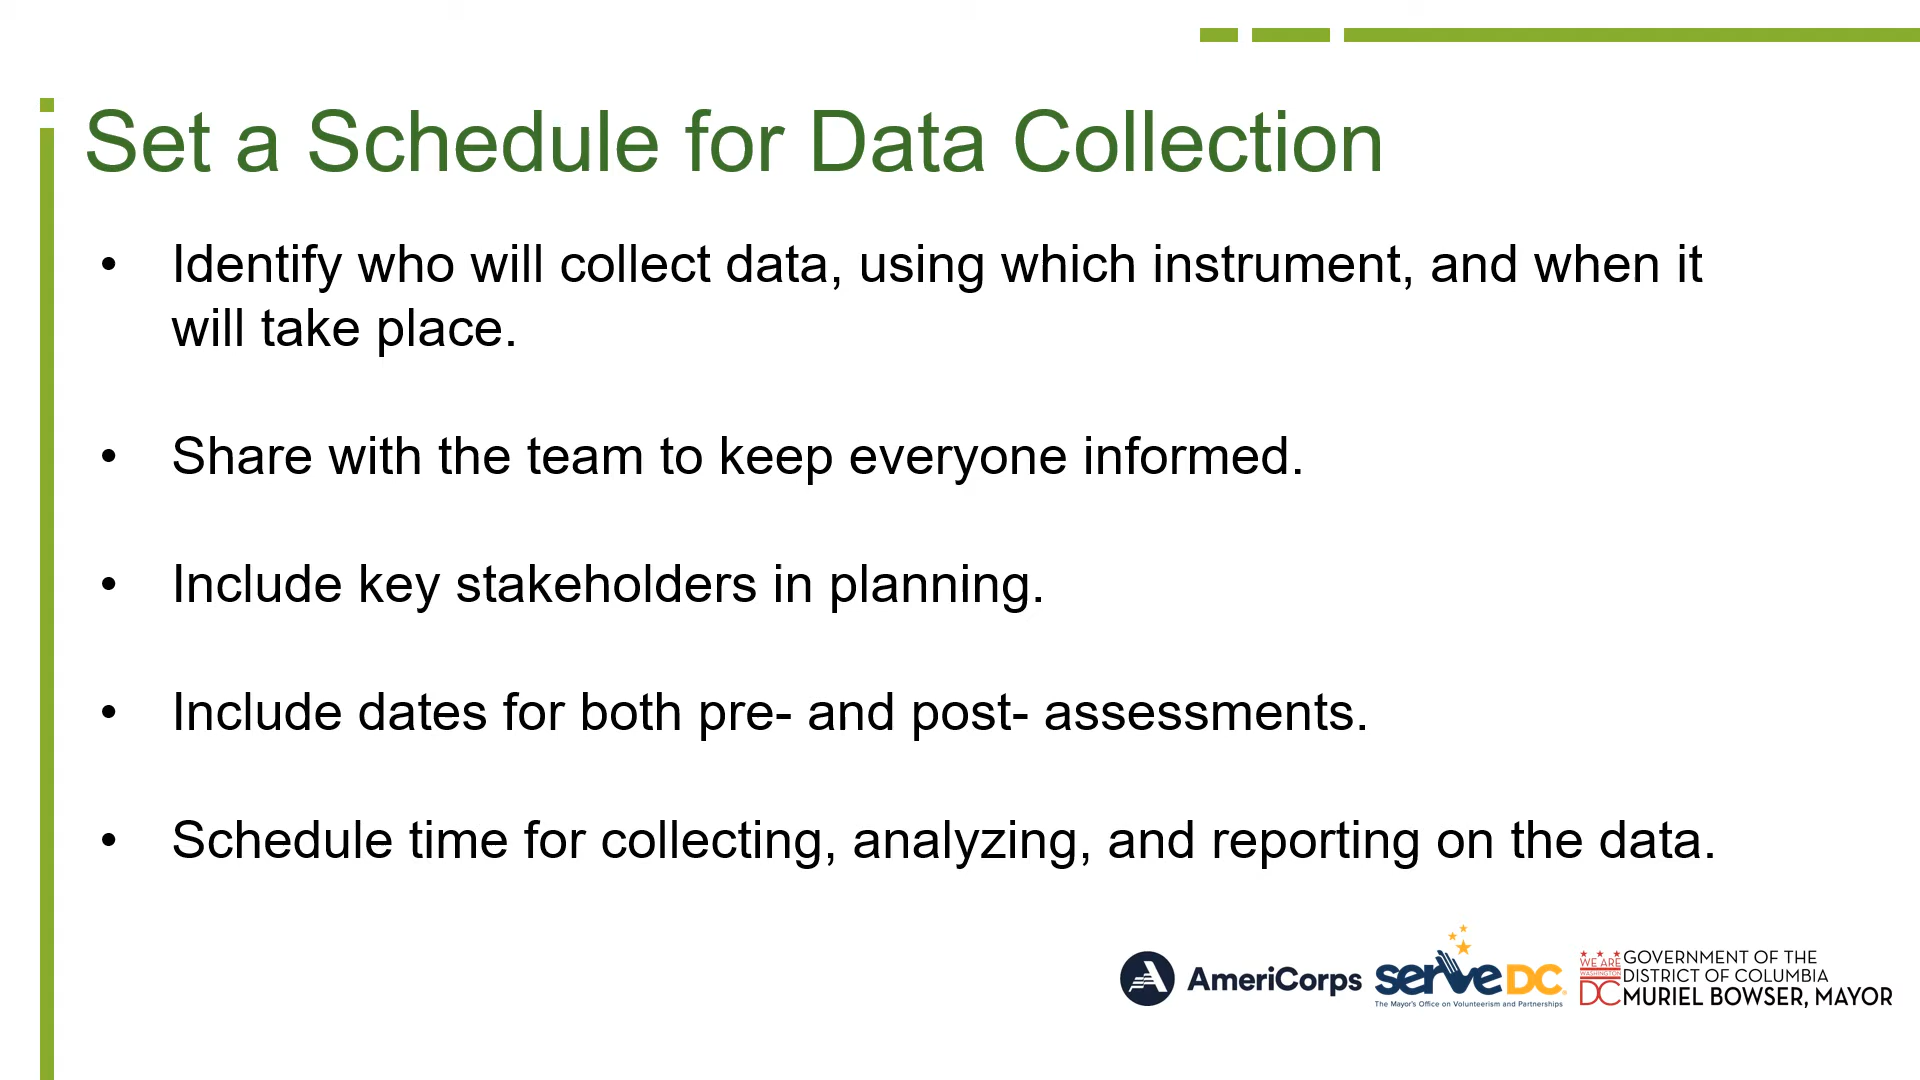 Set a Schedule for Data Collection
• Identify who will collect data, using which instrument, and when it
will take place.
• Share with the team to keep everyone informed.
• Include key stakeholders in planning.
• Include dates for both pre- and post- assessments.
• Schedule time for collecting, analyzing, and reporting on the data.
AmeriCorps
serve DC
The Mayor's Office on Volunteerism and Partnerships
WE ARE
WASHINGTON
DC
GOVERNMENT OF THE
DISTRICT OF COLUMBIA
MURIEL BOWSER, MAYOR